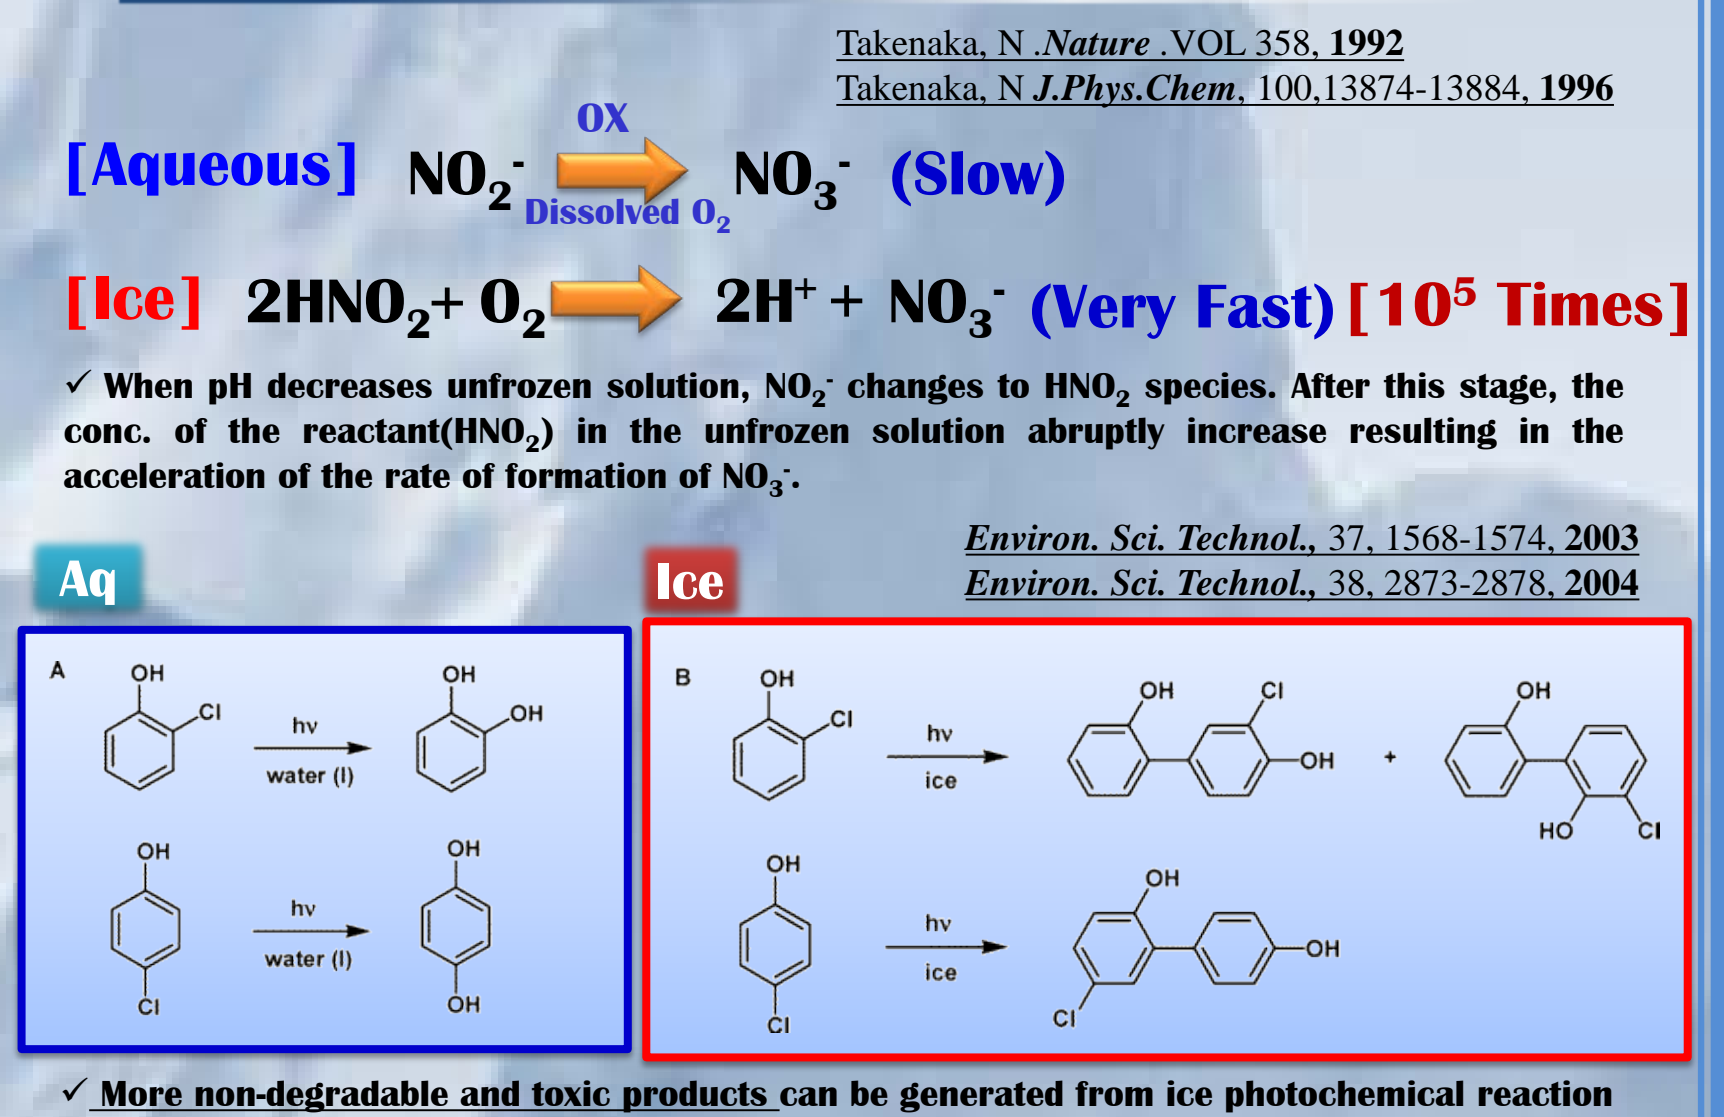 Takenaka, N .Nature .VOL 358, 1992
Takenaka, N J.Phys.Chem, 100,13874-13884, 1996
OX
[Aqueous] NO₂⁻ NO₃⁻ (Slow)
Dissolved O₂
[Ice] 2HNO₂+ O₂ 2H⁺ + NO₃⁻ (Very Fast) [10⁵ Times]
✓ When pH decreases unfrozen solution, NO₂⁻ changes to HNO₂ species. After this stage, the
conc. of the reactant(HNO₂) in the unfrozen solution abruptly increase resulting in the
acceleration of the rate of formation of NO₃⁻.
Environ. Sci. Technol., 37, 1568-1574, 2003
Environ. Sci. Technol., 38, 2873-2878, 2004
Aq
Ice
A
OH
Cl
hν
water (l)
OH
OH
OH
Cl
hν
water (l)
OH
OH
B
OH
Cl
hν
ice
OH
Cl
OH
+
OH
HO
Cl
OH
Cl
hν
ice
OH
Cl
OH
✓ More non-degradable and toxic products can be generated from ice photochemical reaction